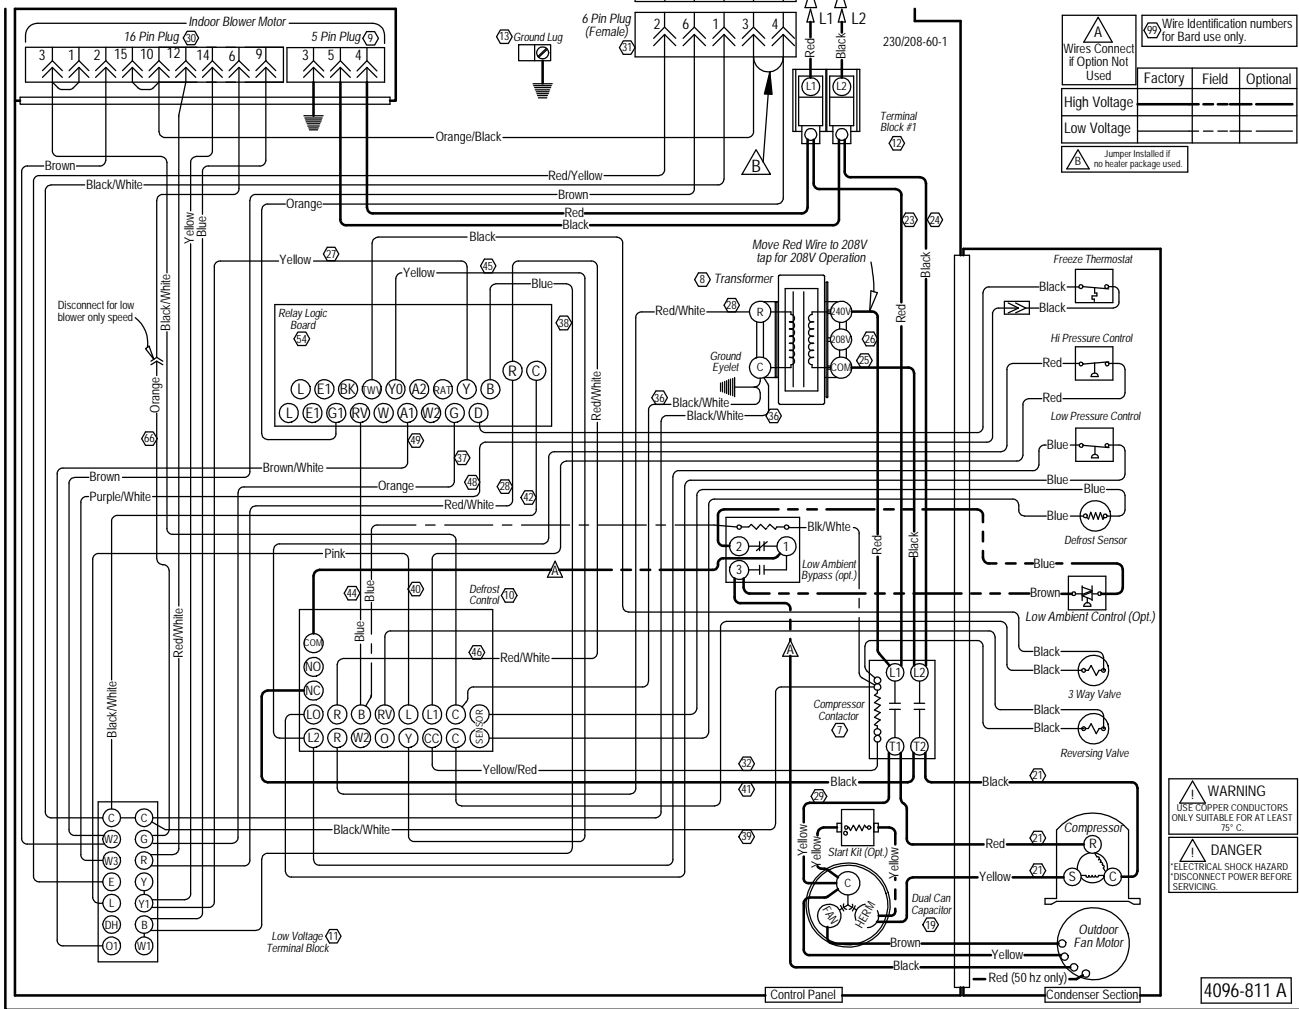 Indoor Blower Motor
16 Pin Plug 30
5 Pin Plug 9
3 1 2 15 10 12 14 6 9
3 5 4
13 Ground Lug
6 Pin Plug
(Female)
31
2 6 1 3 4
L1 L2
Red
Black
230/208-60-1
L1 L2
Terminal
Block #1
12
A
Wires Connect
if Option Not
Used
99 Wire Identification numbers
for Bard use only.
Factory Field Optional
High Voltage
Low Voltage
B
Jumper Installed if
no heater package used.
Orange/Black
B
Brown
Red/Yellow
Black/White
Brown
Orange
Red
Black
23 24
Yellow
Blue
Black
Yellow 27
Yellow 45
Blue
Move Red Wire to 208V
tap for 208V Operation
8 Transformer
Black
Red
Freeze Thermostat
Black
Black
Disconnect for low
blower only speed
Black/White
Relay Logic
Board
54
38
Red/White 28
R
240V
208V
26
25
COM
C
Ground
Eyelet
Hi Pressure Control
Red
Red
L E1 BK TWV Y0 A2 RAT Y B R C
L E1 G1 RV W A1 W2 G D
Red/White
36 Black/White
Black/White 36
Low Pressure Control
Blue
Blue
Orange
66
49
37
48
28
42
Brown/White
Brown
Orange
Purple/White
Red/White
Blue
Blue
Defrost Sensor
Blk/Whte
2 1
3
Low Ambient
Bypass (opt.)
Red
Black
Pink
A
Blue
Brown
Low Ambient Control (Opt.)
44
Blue
40
Defrost
Control 10
Blue
COM
NO
NC
46 Red/White
Red/White
A
Black
Black
3 Way Valve
Black
Black
Reversing Valve
LO R B RV L L1 C SENSOR
L2 R W2 O Y CC C
L1 L2
Compressor
Contactor
7
T1 T2
Black/White
Yellow/Red
32
Black
41
Black 21
29
Black/White
39
Yellow
Yellow
Start Kit (Opt.)
Yellow
Red 21
Yellow 21
Compressor
R
S C
C
FAN
HERM
Dual Can
Capacitor
19
Brown
Yellow
Black
Red (50 hz only)
Outdoor
Fan Motor
C C
W2 G
W3 R
E Y
L Y1
DH B
O1 W1
Low Voltage 11
Terminal Block
! WARNING
USE COPPER CONDUCTORS
ONLY SUITABLE FOR AT LEAST
75° C.
! DANGER
*ELECTRICAL SHOCK HAZARD
*DISCONNECT POWER BEFORE
SERVICING.
Control Panel
Condenser Section
4096-811 A